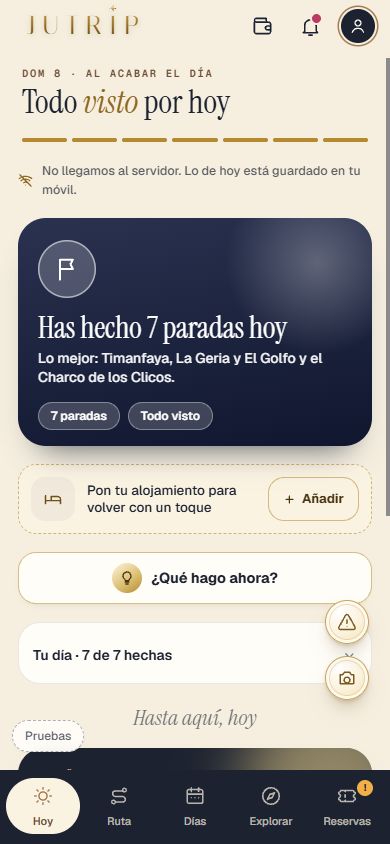 JUTRIP
DOM 8 · AL ACABAR EL DÍA
Todo visto por hoy
No llegamos al servidor. Lo de hoy está guardado en tu
móvil.
Has hecho 7 paradas hoy
Lo mejor: Timanfaya, La Geria y El Golfo y el
Charco de los Clicos.
7 paradas
Todo visto
Pon tu alojamiento para
volver con un toque
+ Añadir
¿Qué hago ahora?
Tu día · 7 de 7 hechas
Hasta aquí, hoy
Pruebas
Hoy
Ruta
Días
Explorar
!
Reservas